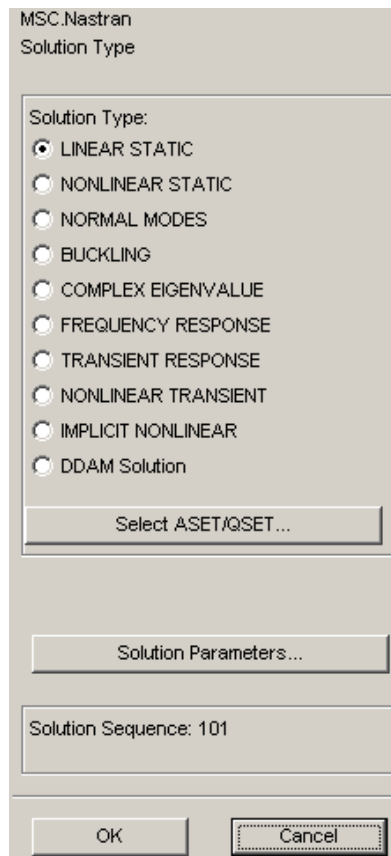 MSC.Nastran
Solution Type
Solution Type:
LINEAR STATIC
NONLINEAR STATIC
NORMAL MODES
BUCKLING
COMPLEX EIGENVALUE
FREQUENCY RESPONSE
TRANSIENT RESPONSE
NONLINEAR TRANSIENT
IMPLICIT NONLINEAR
DDAM Solution
Select ASET/QSET...
Solution Parameters...
Solution Sequence: 101
OK Cancel